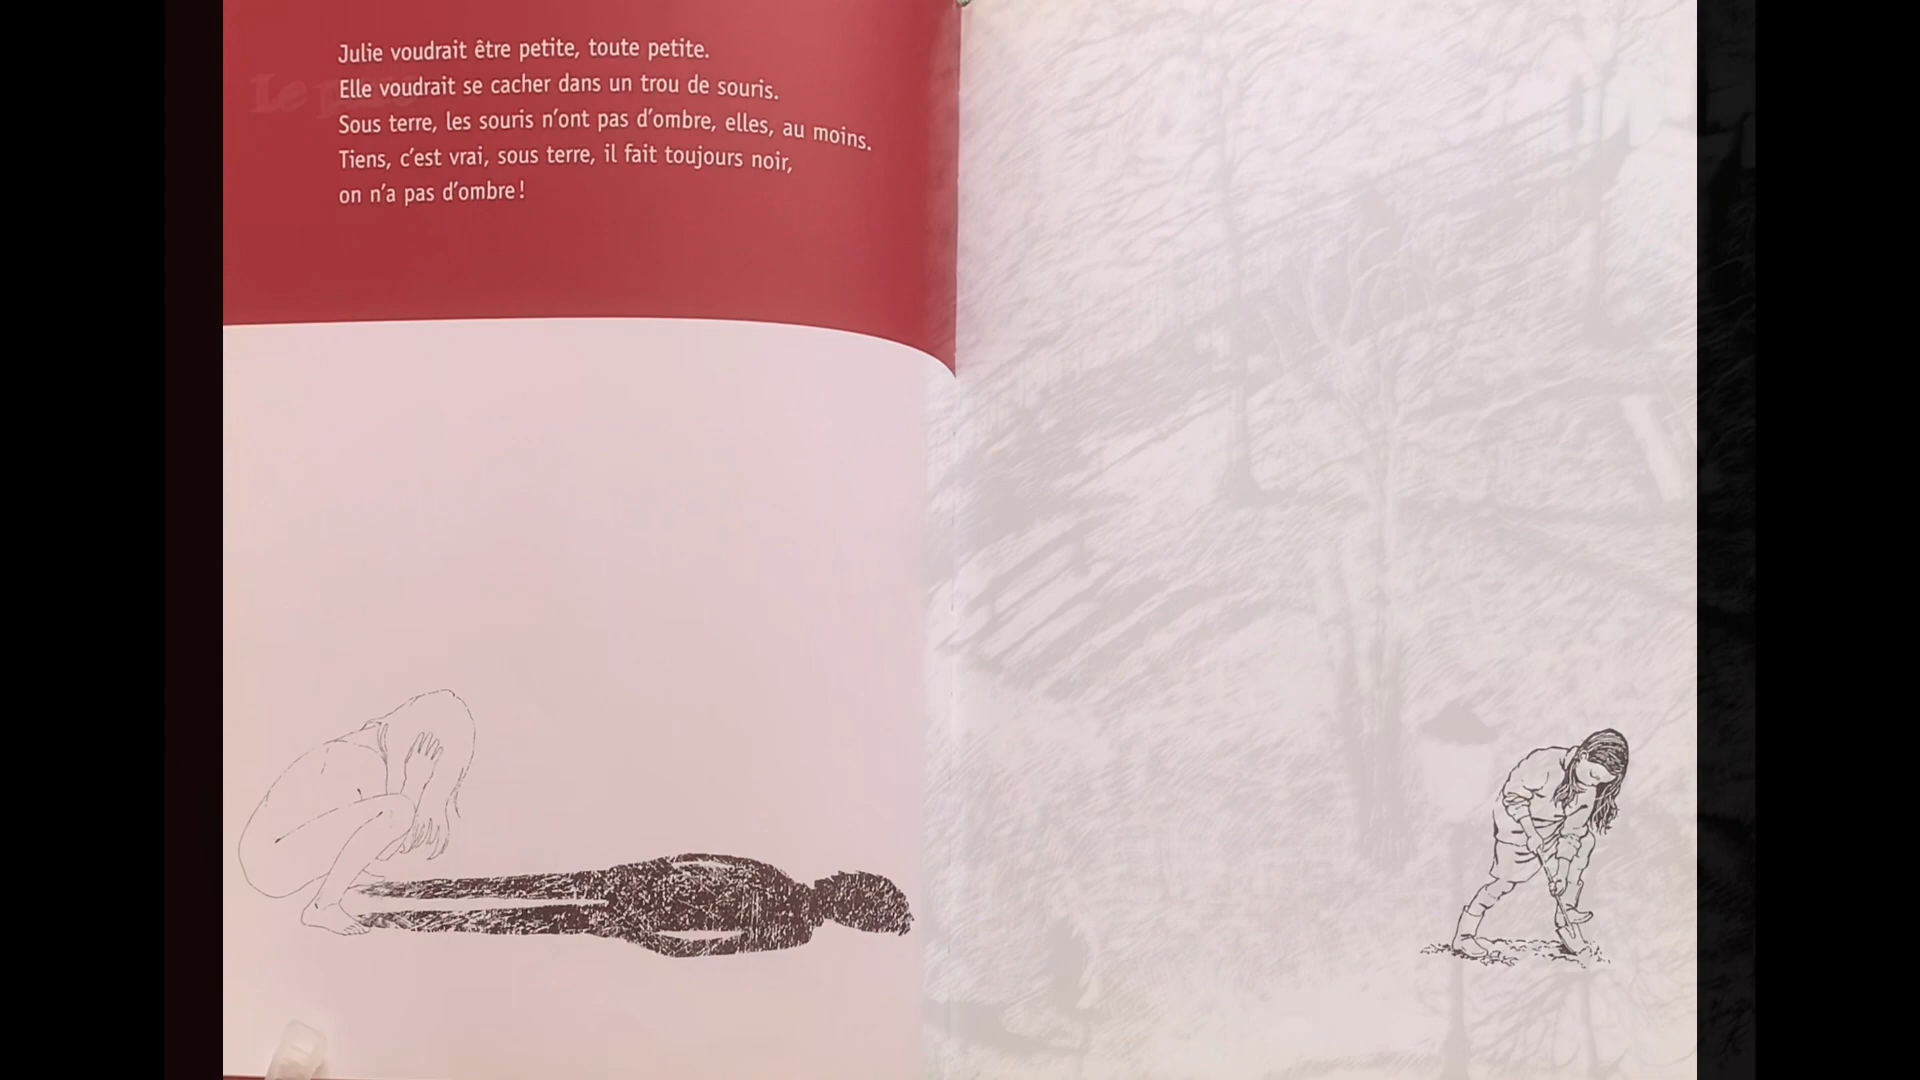 Julie voudrait être petite, toute petite.
Elle voudrait se cacher dans un trou de souris.
Sous terre, les souris n'ont pas d'ombre, elles, au moins.
Tiens, c'est vrai, sous terre, il fait toujours noir,
on n'a pas d'ombre !
Le